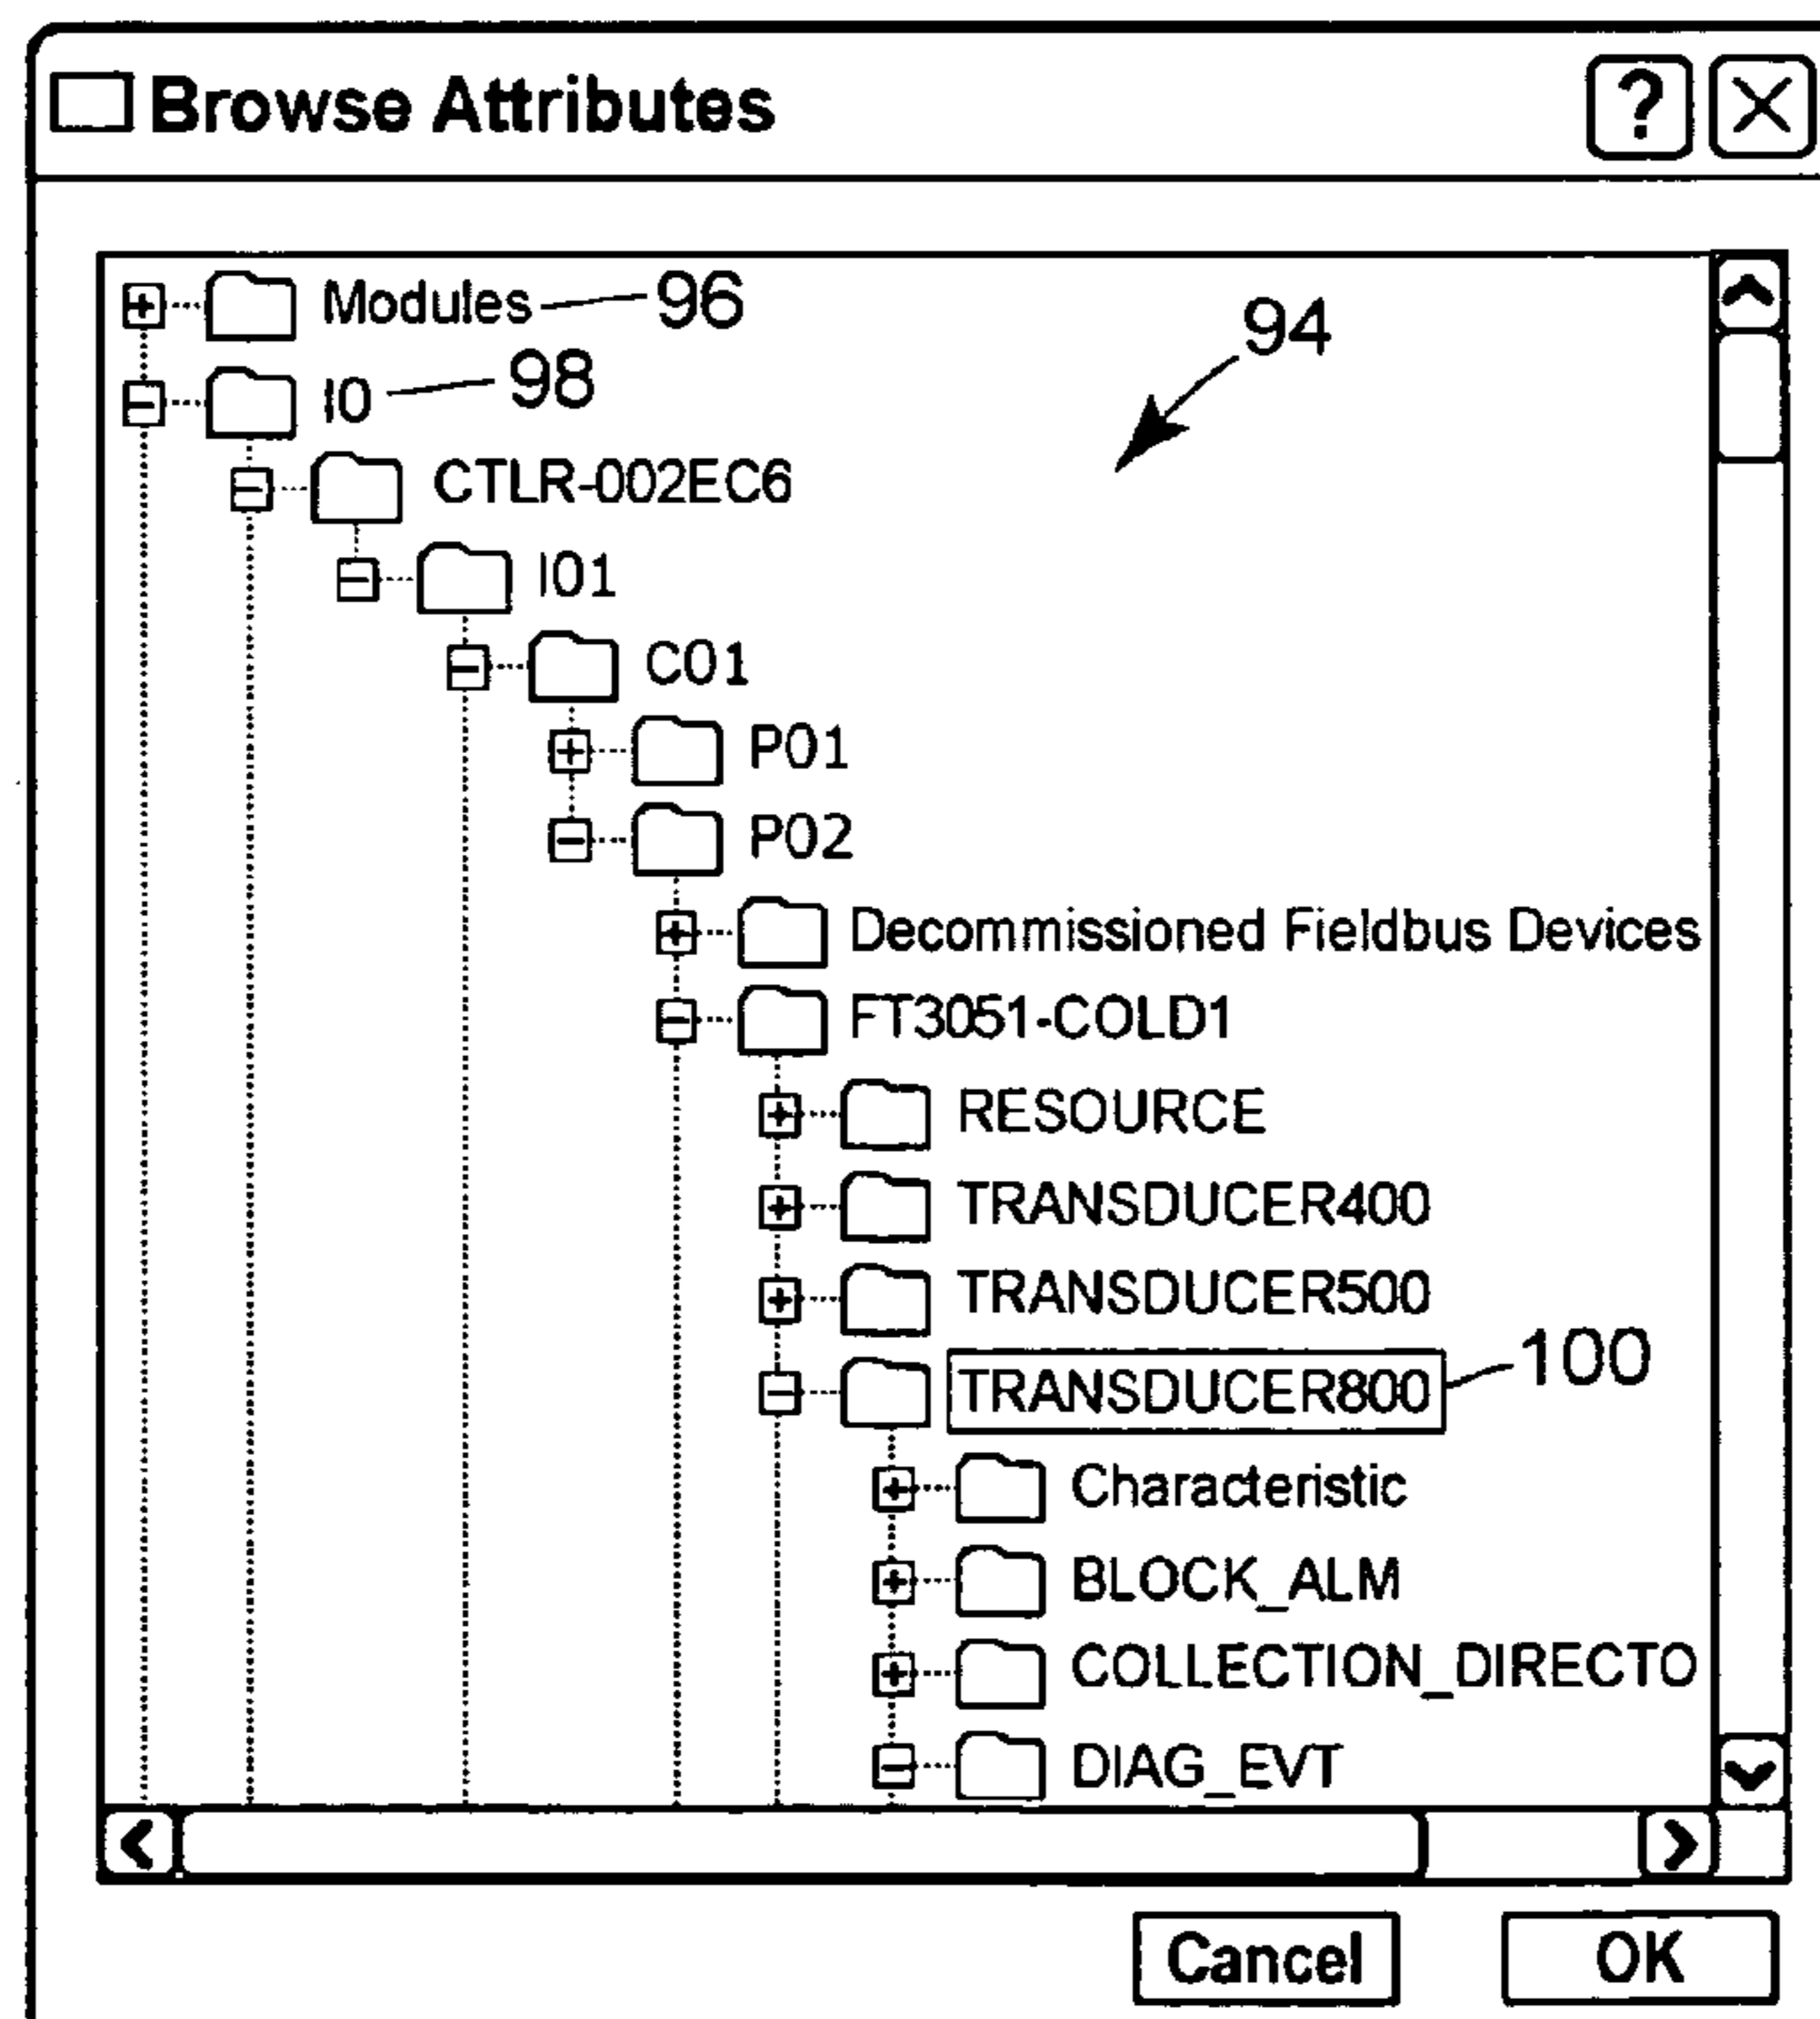 Browse Attributes ?
Modules 96
94
I0 98
CTLR-002EC6
I01
C01
P01
P02
Decommissioned Fieldbus Devices
FT3051-COLD1
RESOURCE
TRANSDUCER400
TRANSDUCER500
TRANSDUCER800 100
Characteristic
BLOCK_ALM
COLLECTION_DIRECTO
DIAG_EVT
Cancel OK